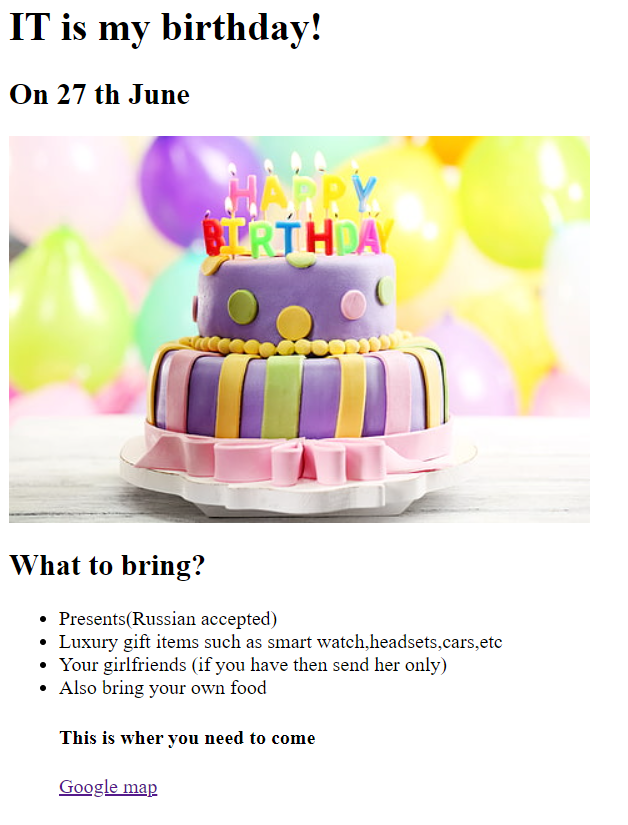 IT is my birthday!
On 27 th June
HAPPY
BIRTHDAY
What to bring?
Presents(Russian accepted)
Luxury gift items such as smart watch,headsets,cars,etc
Your girlfriends (if you have then send her only)
Also bring your own food
This is wher you need to come
Google map